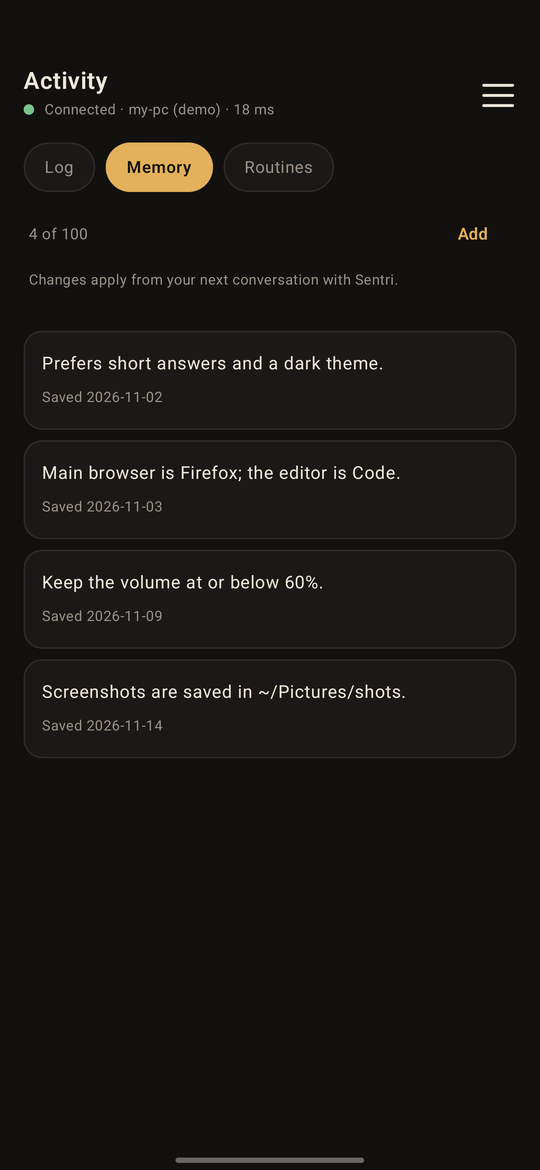 Activity
Connected · my-pc (demo) · 18 ms
Log Memory Routines
4 of 100 Add
Changes apply from your next conversation with Sentri.
Prefers short answers and a dark theme.
Saved 2026-11-02
Main browser is Firefox; the editor is Code.
Saved 2026-11-03
Keep the volume at or below 60%.
Saved 2026-11-09
Screenshots are saved in ~/Pictures/shots.
Saved 2026-11-14